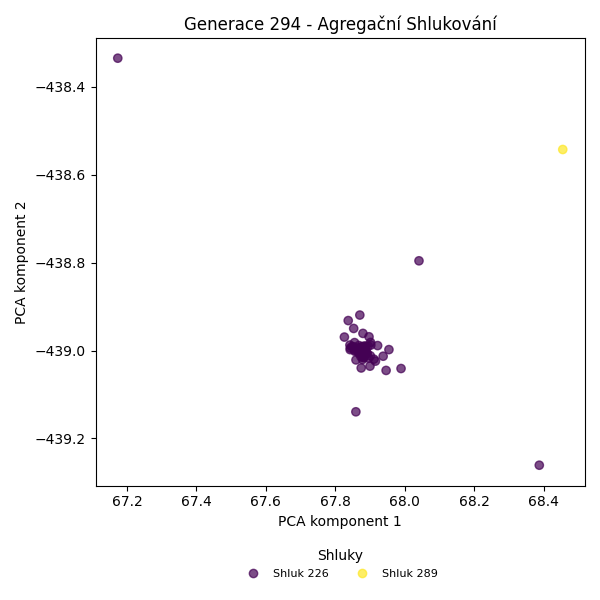 Generace 294 - Agregační Shlukování
PCA komponent 2
−438.4
−438.6
−438.8
−439.0
−439.2
67.2 67.4 67.6 67.8 68.0 68.2 68.4
PCA komponent 1
Shluky
Shluk 226 Shluk 289